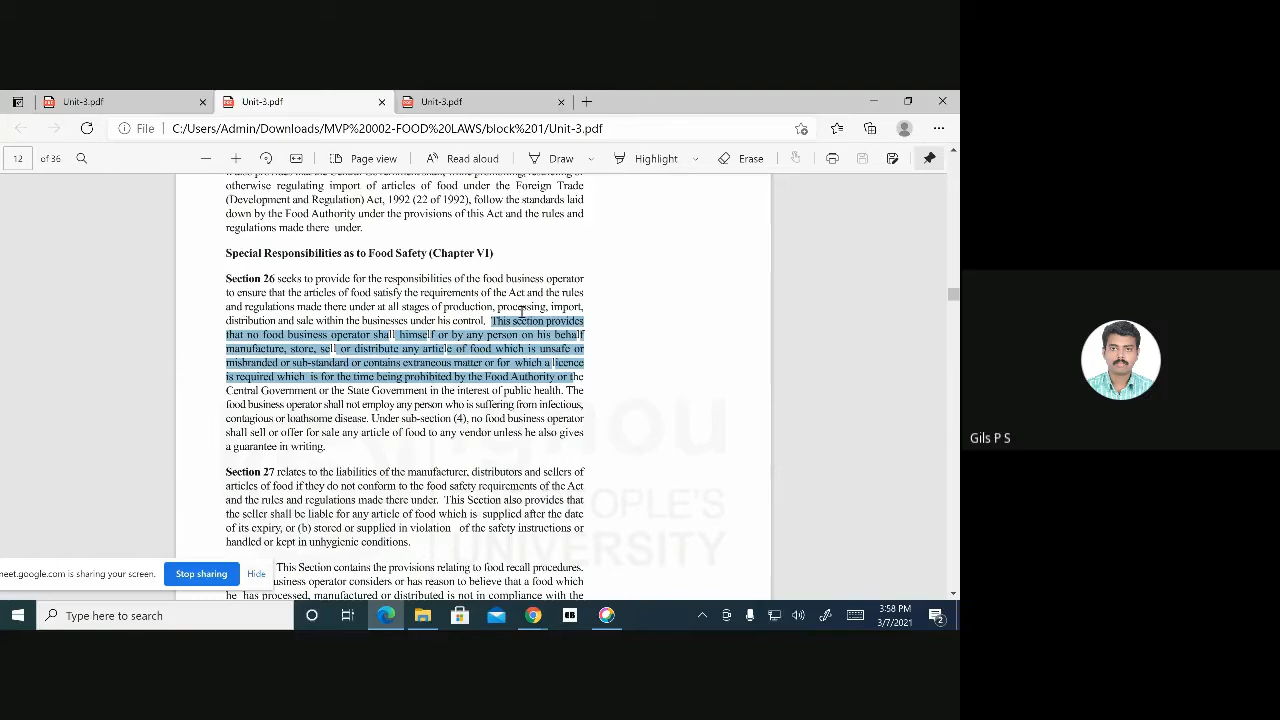 Unit-3.pdf
Unit-3.pdf
Unit-3.pdf
File
C:/Users/Admin/Downloads/MVP%20002-FOOD%20LAWS/block%201/Unit-3.pdf
12 of 36
Page view
Read aloud
Draw
Highlight
Erase
otherwise regulating import of articles of food under the Foreign Trade
(Development and Regulation) Act, 1992 (22 of 1992), follow the standards laid
down by the Food Authority under the provisions of this Act and the rules and
regulations made there under.
Special Responsibilities as to Food Safety (Chapter VI)
Section 26 seeks to provide for the responsibilities of the food business operator
to ensure that the articles of food satisfy the requirements of the Act and the rules
and regulations made there under at all stages of production, processing, import,
distribution and sale within the businesses under his control. This section provides
that no food business operator shall himself or by any person on his behalf
manufacture, store, sell or distribute any article of food which is unsafe or
misbranded or sub-standard or contains extraneous matter or for which a licence
is required which is for the time being prohibited by the Food Authority or the
Central Government or the State Government in the interest of public health. The
food business operator shall not employ any person who is suffering from infectious,
contagious or loathsome disease. Under sub-section (4), no food business operator
shall sell or offer for sale any article of food to any vendor unless he also gives
a guarantee in writing.
Section 27 relates to the liabilities of the manufacturer, distributors and sellers of
articles of food if they do not conform to the food safety requirements of the Act
and the rules and regulations made there under. This Section also provides that
the seller shall be liable for any article of food which is supplied after the date
of its expiry, or (b) stored or supplied in violation of the safety instructions or
handled or kept in unhygienic conditions.
This Section contains the provisions relating to food recall procedures.
usiness operator considers or has reason to believe that a food which
he has processed, manufactured or distributed is not in compliance with the
PEOPLE'S
UNIVERSITY
meet.google.com is sharing your screen.
Stop sharing
Hide
Type here to search
3:58 PM
3/7/2021
2
Gils P S